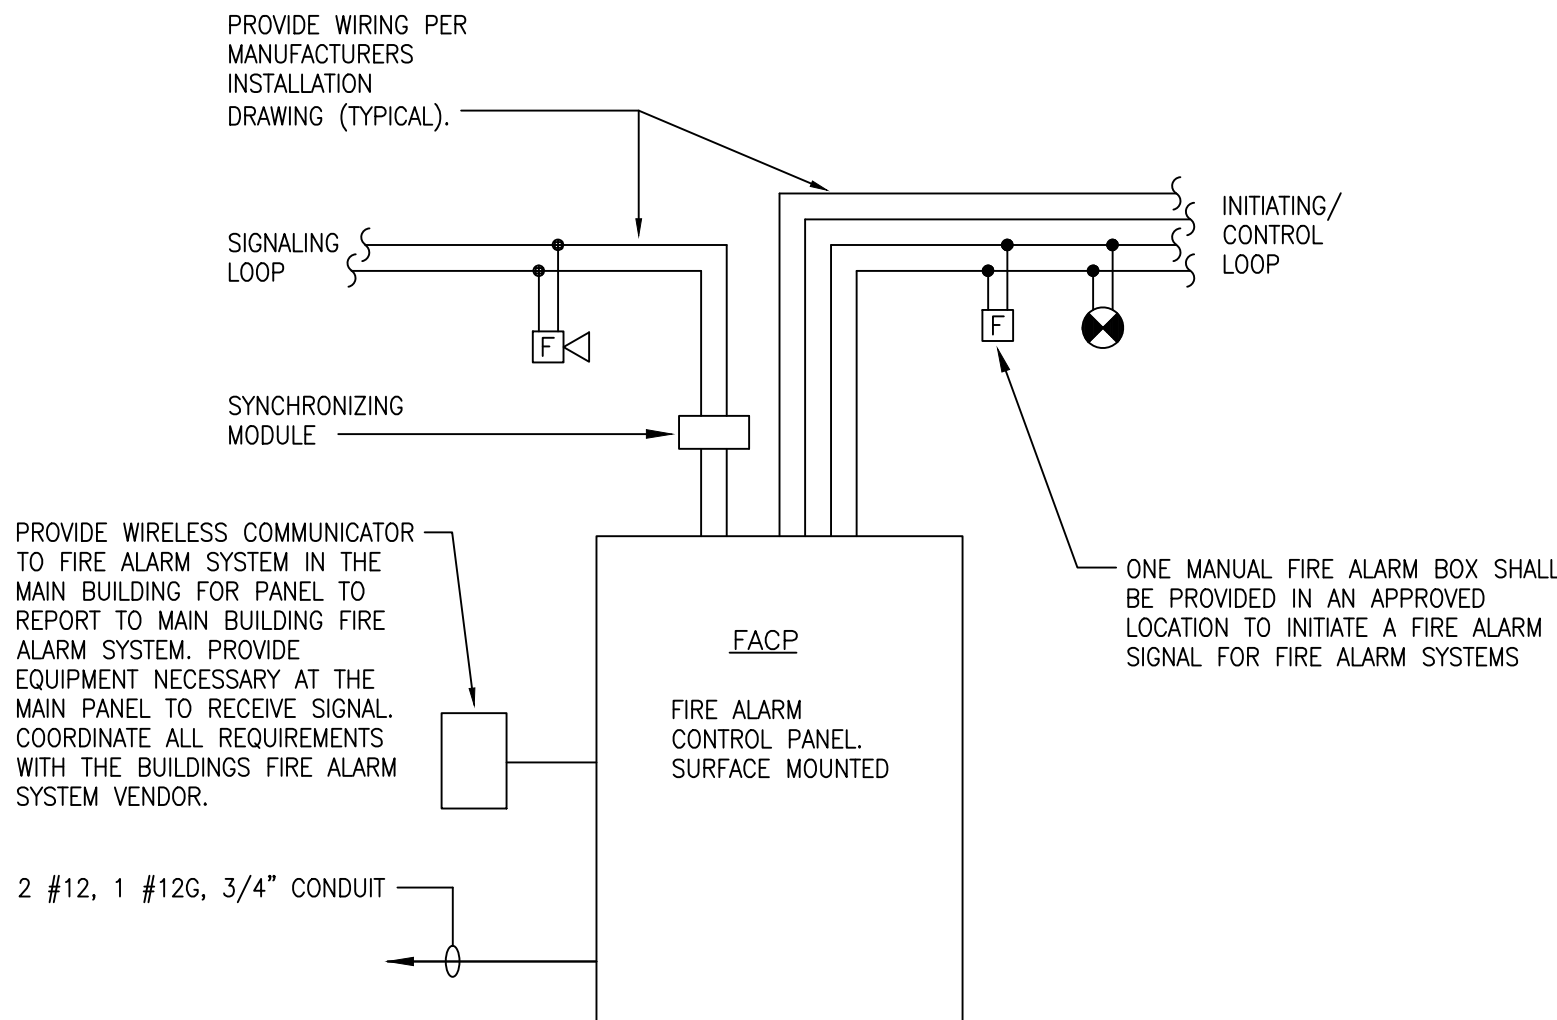 PROVIDE WIRING PER
MANUFACTURERS
INSTALLATION
DRAWING (TYPICAL).
SIGNALING
LOOP
INITIATING/
CONTROL
LOOP
F
F
SYNCHRONIZING
MODULE
PROVIDE WIRELESS COMMUNICATOR
TO FIRE ALARM SYSTEM IN THE
MAIN BUILDING FOR PANEL TO
REPORT TO MAIN BUILDING FIRE
ALARM SYSTEM. PROVIDE
EQUIPMENT NECESSARY AT THE
MAIN PANEL TO RECEIVE SIGNAL.
COORDINATE ALL REQUIREMENTS
WITH THE BUILDINGS FIRE ALARM
SYSTEM VENDOR.
ONE MANUAL FIRE ALARM BOX SHALL
BE PROVIDED IN AN APPROVED
LOCATION TO INITIATE A FIRE ALARM
SIGNAL FOR FIRE ALARM SYSTEMS
FACP
FIRE ALARM
CONTROL PANEL.
SURFACE MOUNTED
2 #12, 1 #12G, 3/4" CONDUIT